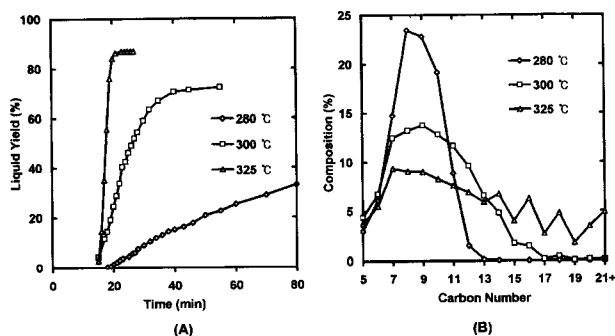 100
80
60
40
20
0
Liquid Yield (%)
280 ℃
300 ℃
325 ℃
0 20 40 60 80
Time (min)
(A)
25
20
15
10
5
0
Composition (%)
280 ℃
300 ℃
325 ℃
5 7 9 11 13 15 17 19 21+
Carbon Number
(B)